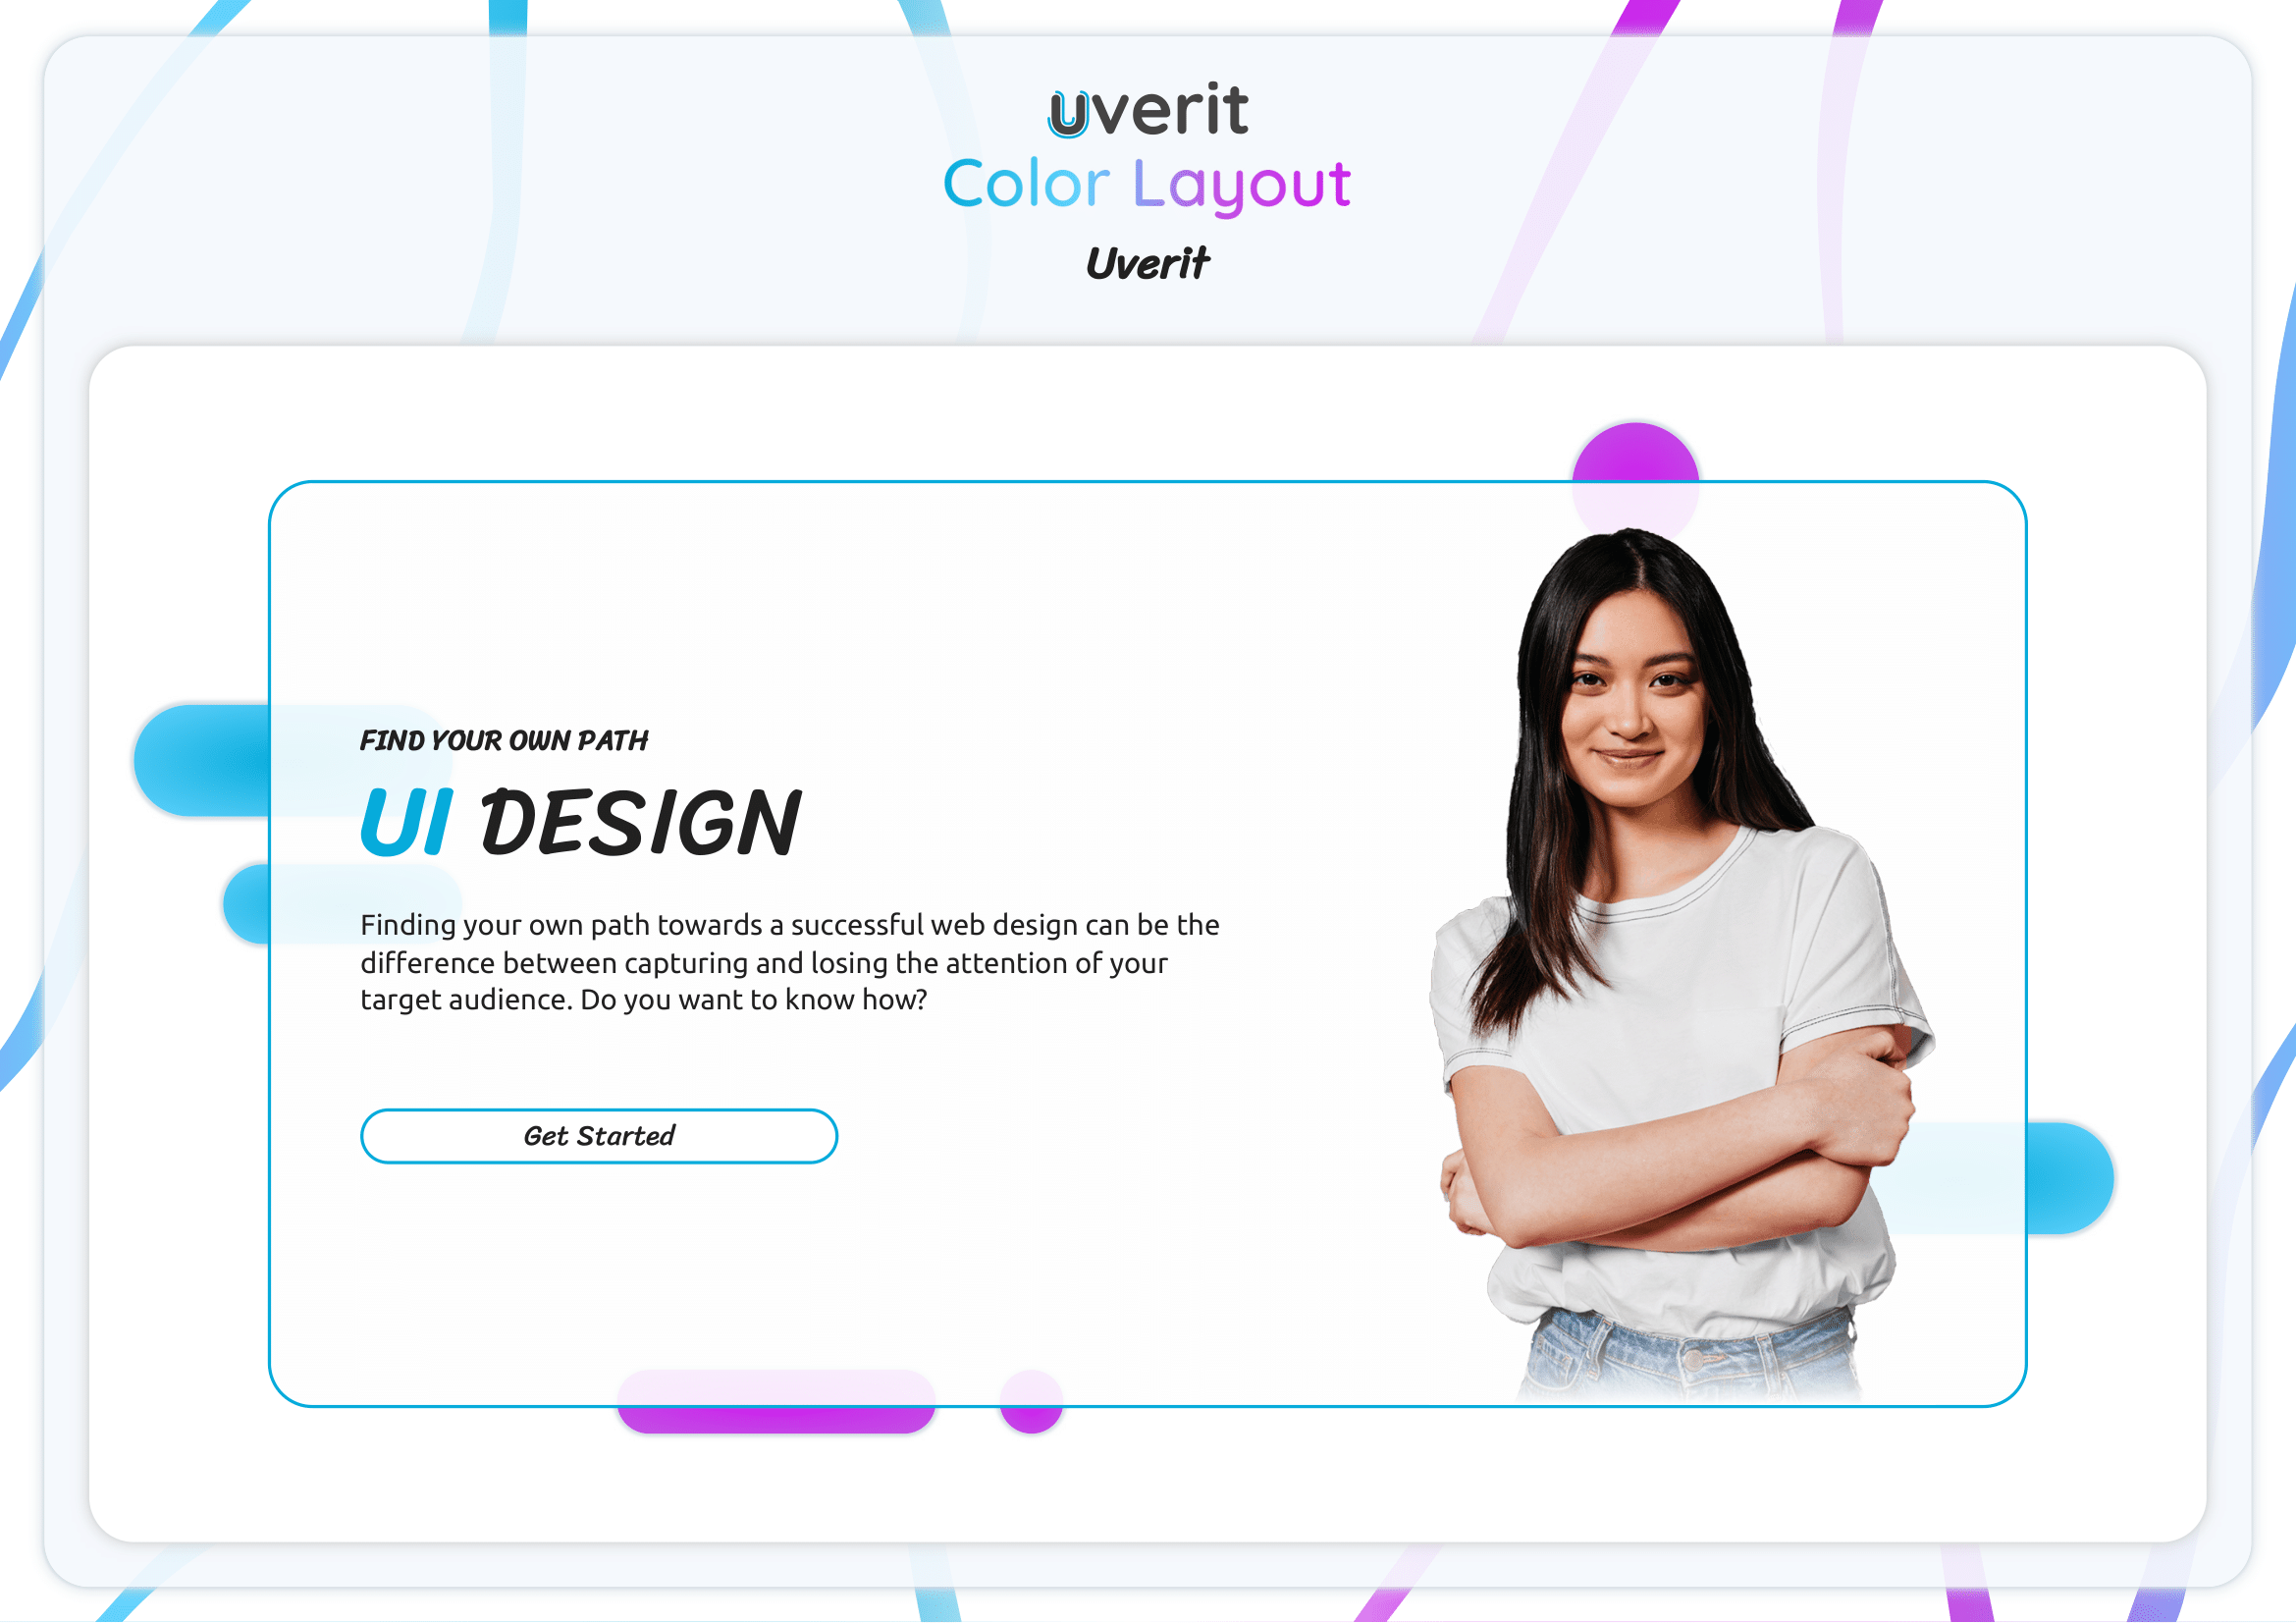 uverit
Color Layout
Uverit
FIND YOUR OWN PATH
UI DESIGN
Finding your own path towards a successful web design can be the
difference between capturing and losing the attention of your
target audience. Do you want to know how?
Get Started